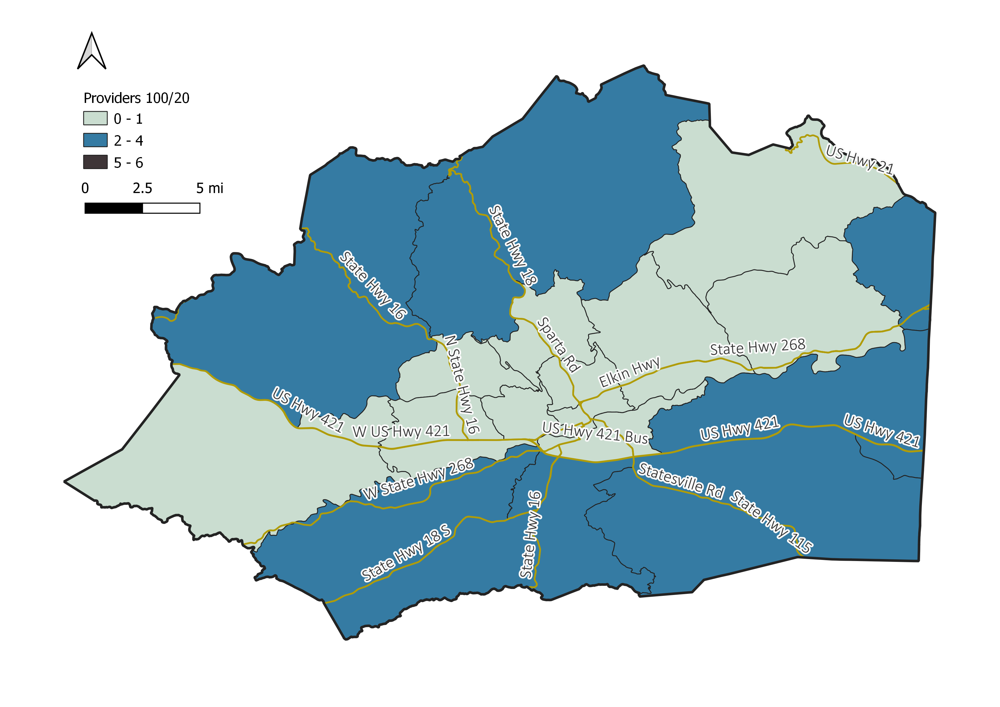 Providers 100/20
0 - 1
2 - 4
5 - 6
0 2.5 5 mi
US Hwy 21
State Hwy 18
State Hwy 16
Sparta Rd
N State Hwy 16
State Hwy 268
Elkin Hwy
US Hwy 421
W US Hwy 421
US Hwy 421 Bus
US Hwy 421
US Hwy 421
W State Hwy 268
Statesville Rd
State Hwy 115
State Hwy 16
State Hwy 18 S